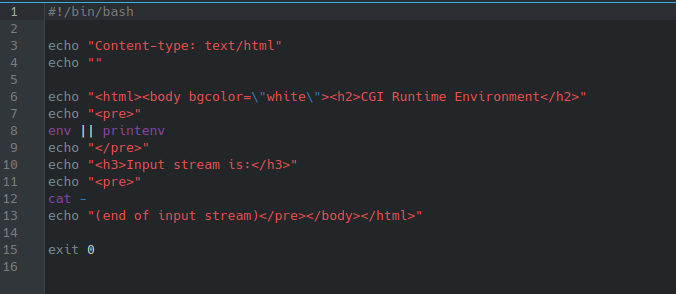 1 #!/bin/bash
2
3 echo "Content-type: text/html"
4 echo ""
5
6 echo "<html><body bgcolor=\"white\"><h2>CGI Runtime Environment</h2>"
7 echo "<pre>"
8 env || printenv
9 echo "</pre>"
10 echo "<h3>Input stream is:</h3>"
11 echo "<pre>"
12 cat -
13 echo "(end of input stream)</pre></body></html>"
14
15 exit 0
16